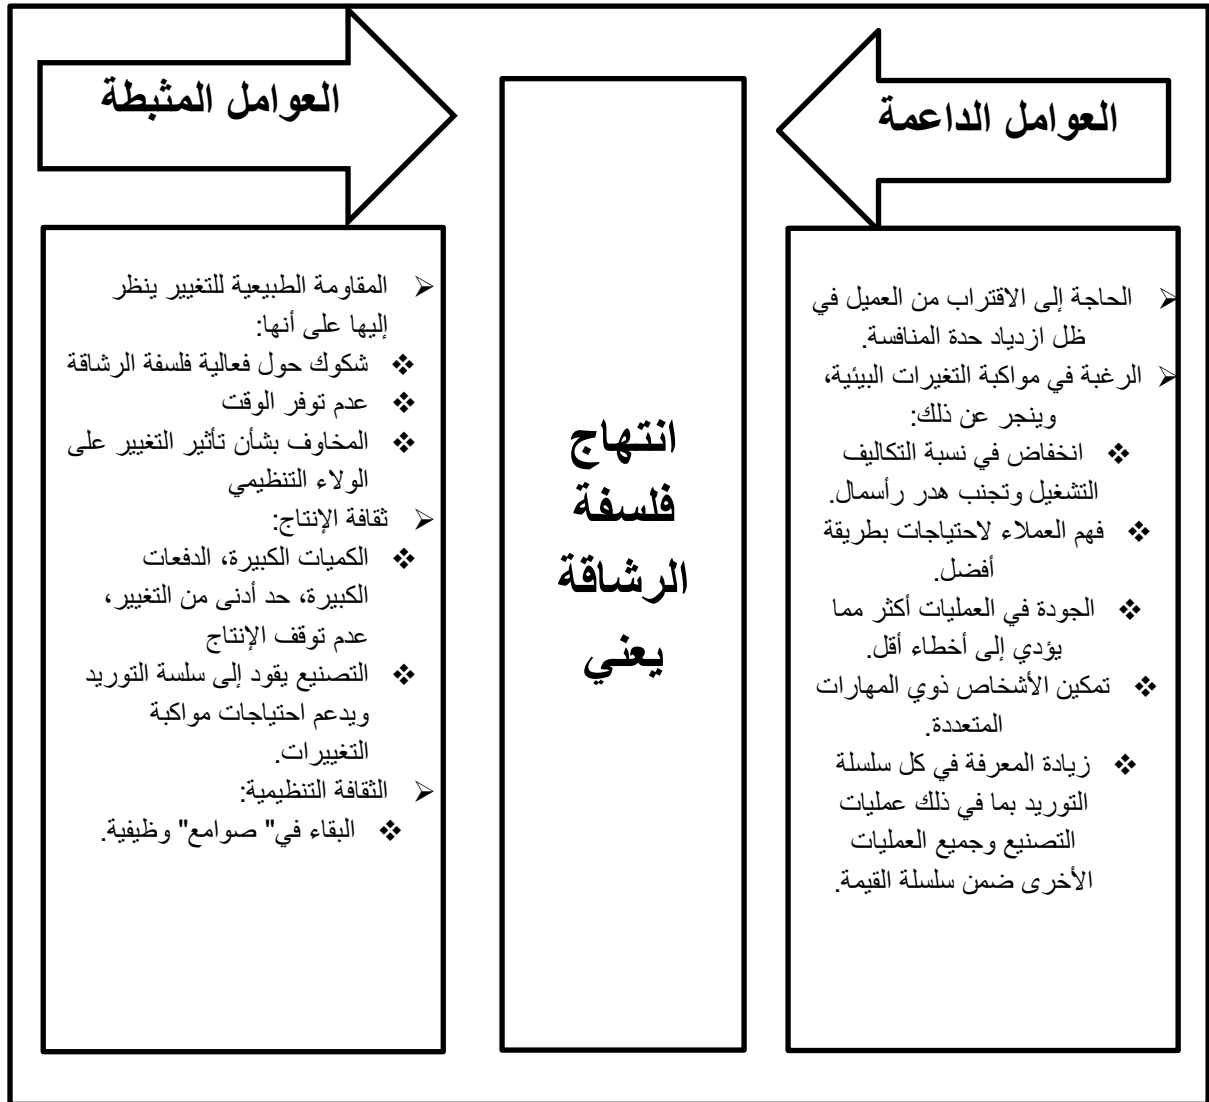 العوامل الداعمة
➢ الحاجة إلى الاقتراب من العميل في
ظل ازدياد حدة المنافسة.
➢ الرغبة في مواكبة التغيرات البيئية،
وينجر عن ذلك:
❖ انخفاض في نسبة التكاليف
التشغيل وتجنب هدر رأسمال.
❖ فهم العملاء لاحتياجات بطريقة
أفضل.
❖ الجودة في العمليات أكثر مما
يؤدي إلى أخطاء أقل.
❖ تمكين الأشخاص ذوي المهارات
المتعددة.
❖ زيادة المعرفة في كل سلسلة
التوريد بما في ذلك عمليات
التصنيع وجميع العمليات
الأخرى ضمن سلسلة القيمة.
انتهاج
فلسفة
الرشاقة
يعني
العوامل المثبطة
➢ المقاومة الطبيعية للتغيير ينظر
إليها على أنها:
❖ شكوك حول فعالية فلسفة الرشاقة
❖ عدم توفر الوقت
❖ المخاوف بشأن تأثير التغيير على
الولاء التنظيمي
➢ ثقافة الإنتاج:
❖ الكميات الكبيرة، الدفعات
الكبيرة، حد أدنى من التغيير،
عدم توقف الإنتاج
❖ التصنيع يقود إلى سلسة التوريد
ويدعم احتياجات مواكبة
التغييرات.
➢ الثقافة التنظيمية:
❖ البقاء في" صوامع" وظيفية.